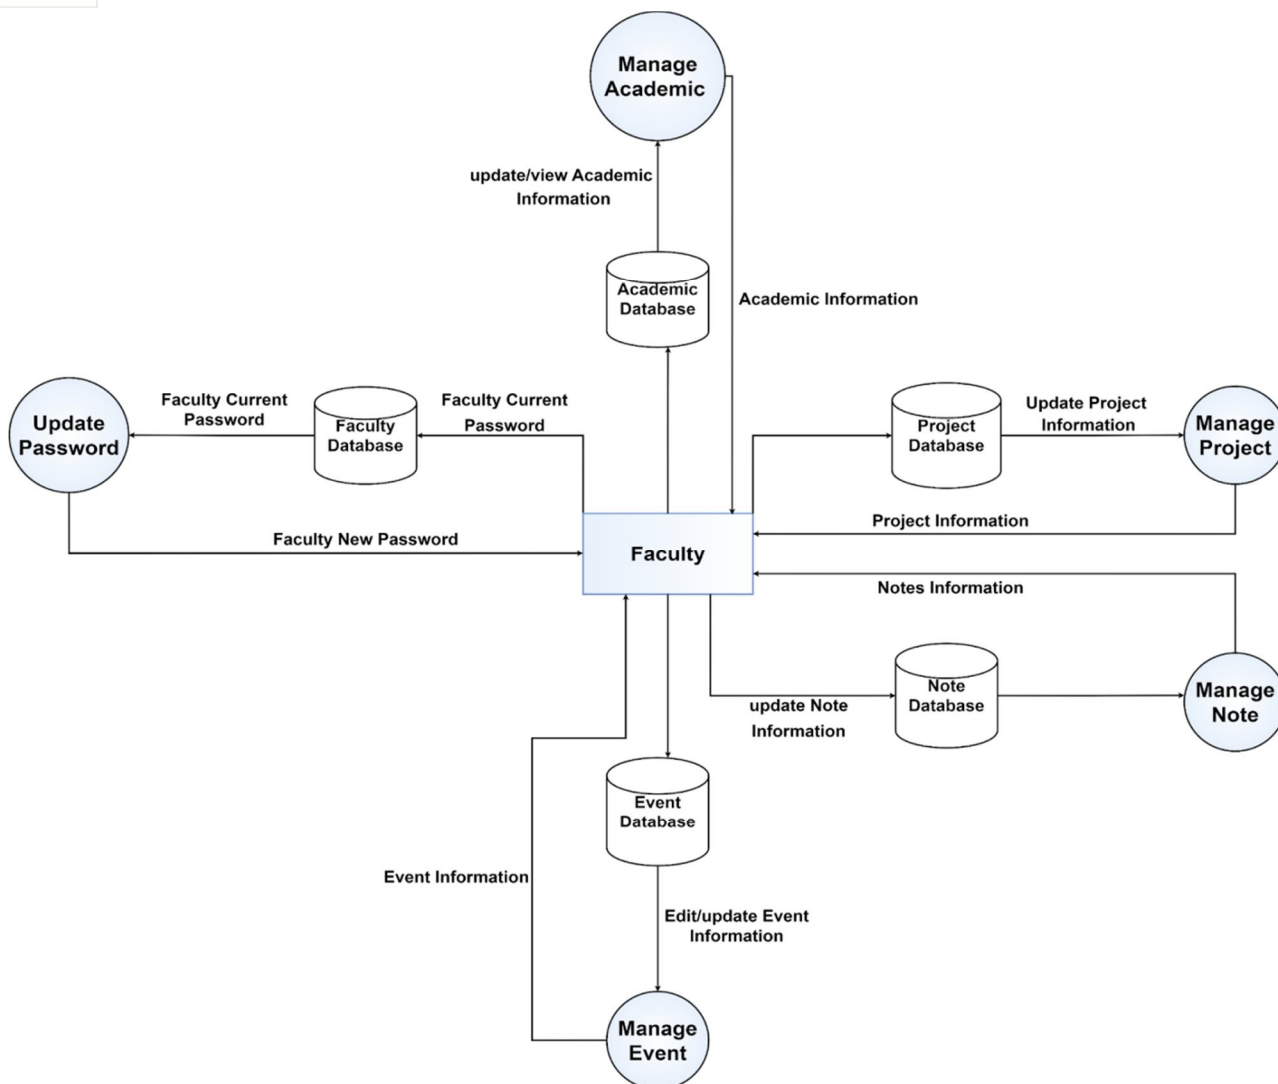 Manage
Academic
update/view Academic
Information
Academic
Database
Academic Information
Update
Password
Faculty Current
Password
Faculty
Database
Faculty Current
Password
Project
Database
Update Project
Information
Manage
Project
Faculty New Password
Faculty
Project Information
Notes Information
update Note
Information
Note
Database
Manage
Note
Event
Database
Event Information
Edit/update Event
Information
Manage
Event